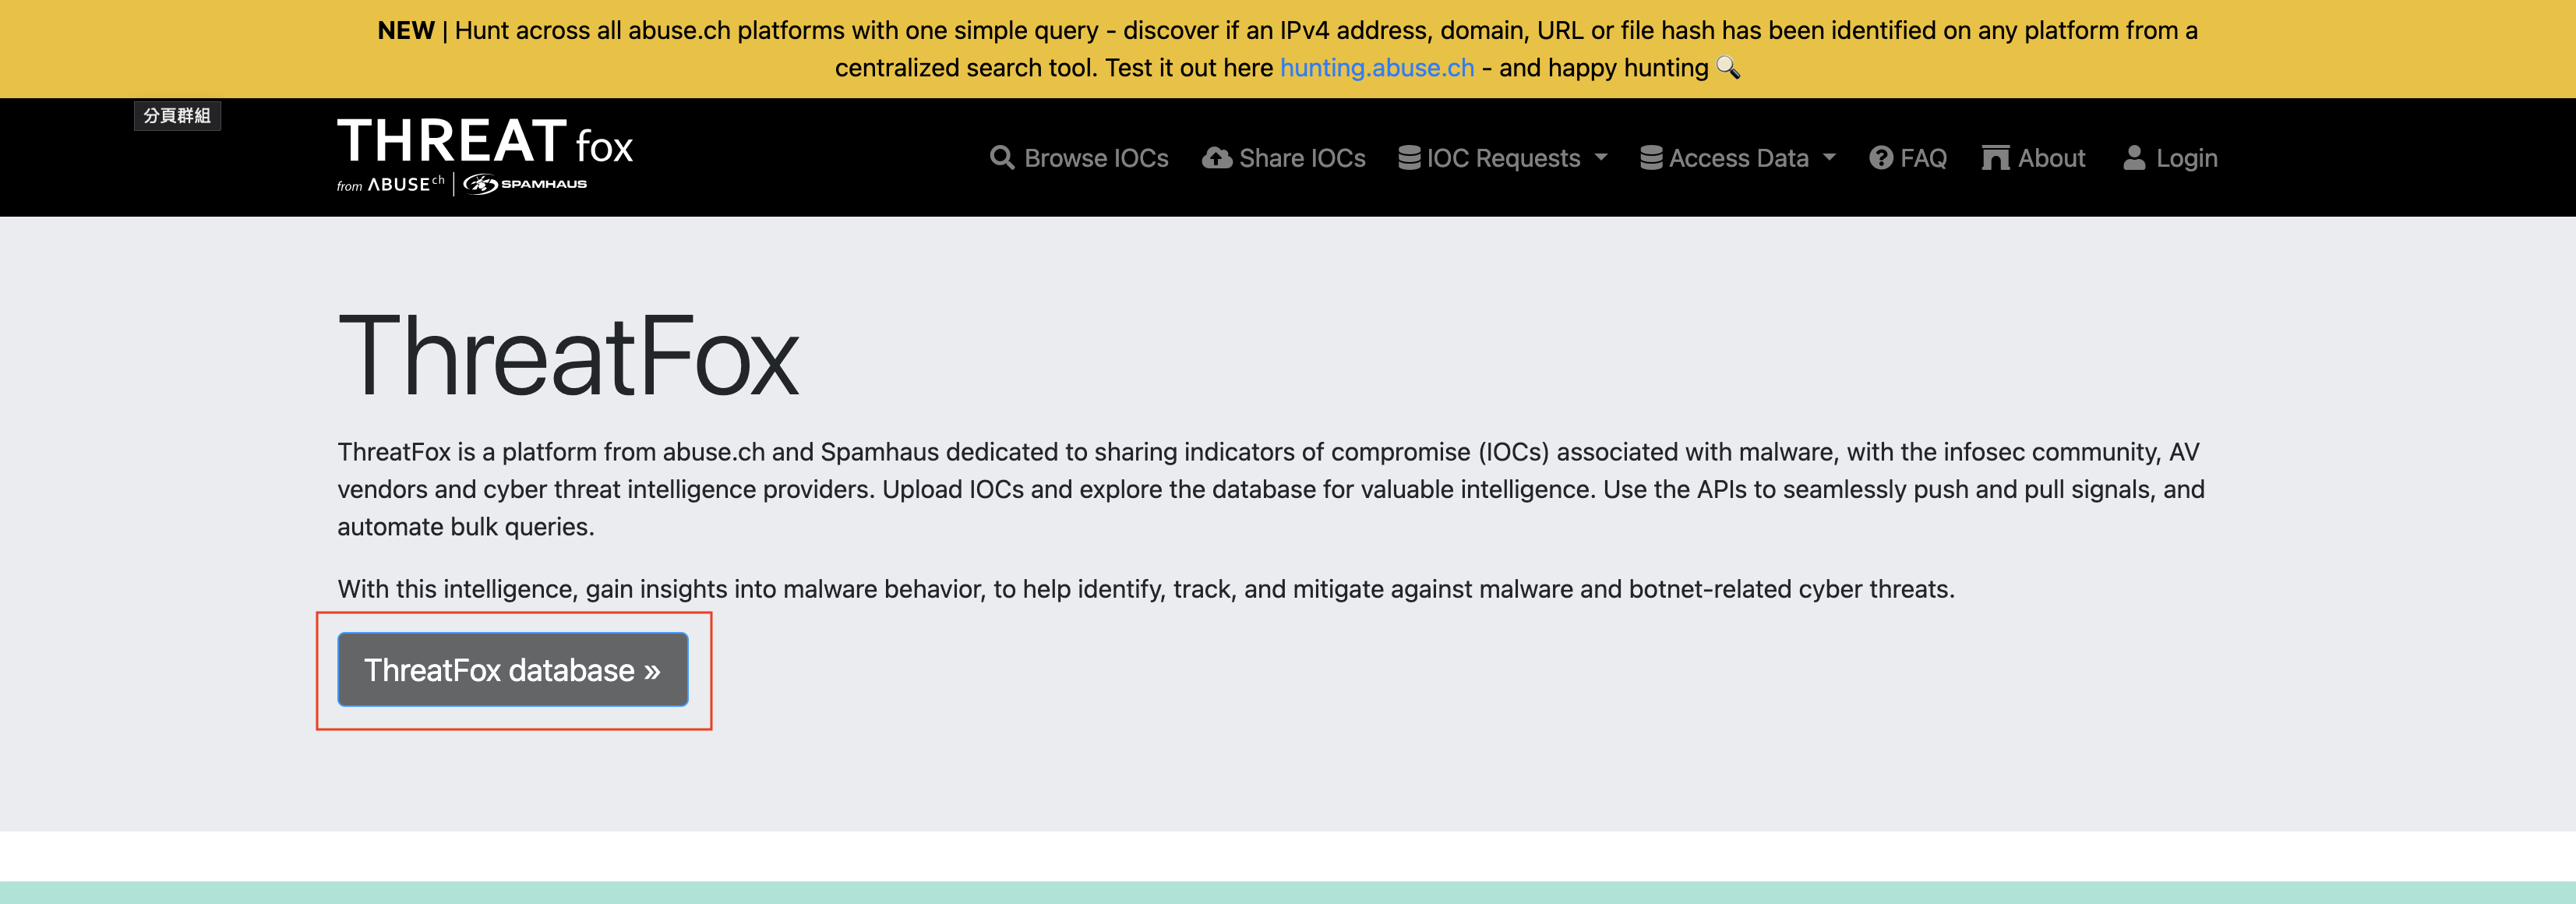 NEW | Hunt across all abuse.ch platforms with one simple query - discover if an IPv4 address, domain, URL or file hash has been identified on any platform from a
centralized search tool. Test it out here hunting.abuse.ch - and happy hunting 🔍
分頁群組
THREAT fox
from ABUSE ch | SPAMHAUS
Browse IOCs Share IOCs IOC Requests Access Data FAQ About Login
ThreatFox
ThreatFox is a platform from abuse.ch and Spamhaus dedicated to sharing indicators of compromise (IOCs) associated with malware, with the infosec community, AV
vendors and cyber threat intelligence providers. Upload IOCs and explore the database for valuable intelligence. Use the APIs to seamlessly push and pull signals, and
automate bulk queries.
With this intelligence, gain insights into malware behavior, to help identify, track, and mitigate against malware and botnet-related cyber threats.
ThreatFox database »